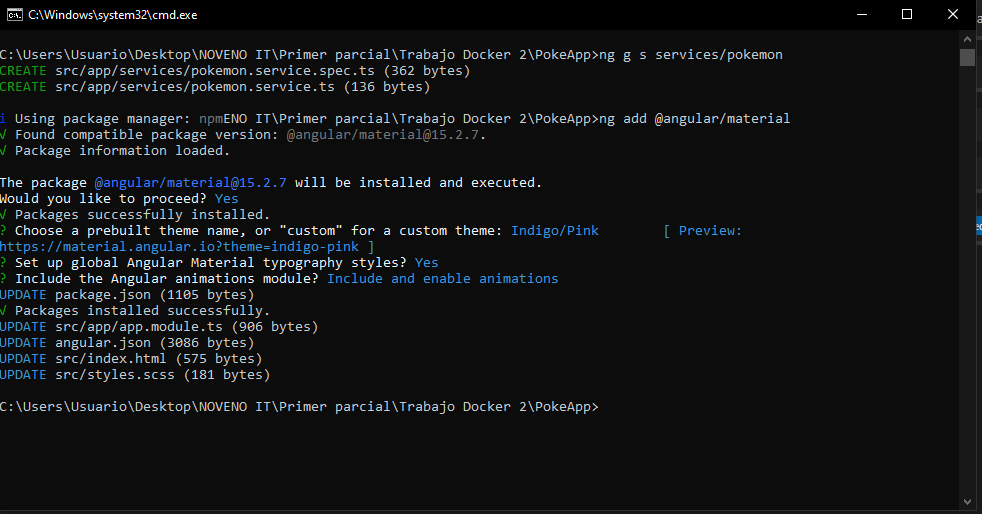 C:\Windows\system32\cmd.exe
C:\Users\Usuario\Desktop\NOVENO IT\Primer parcial\Trabajo Docker 2\PokeApp>ng g s services/pokemon
CREATE src/app/services/pokemon.service.spec.ts (362 bytes)
CREATE src/app/services/pokemon.service.ts (136 bytes)
i Using package manager: npmENO IT\Primer parcial\Trabajo Docker 2\PokeApp>ng add @angular/material
√ Found compatible package version: @angular/material@15.2.7.
√ Package information loaded.
The package @angular/material@15.2.7 will be installed and executed.
Would you like to proceed? Yes
√ Packages successfully installed.
? Choose a prebuilt theme name, or "custom" for a custom theme: Indigo/Pink [ Preview:
https://material.angular.io?theme=indigo-pink ]
? Set up global Angular Material typography styles? Yes
? Include the Angular animations module? Include and enable animations
UPDATE package.json (1105 bytes)
√ Packages installed successfully.
UPDATE src/app/app.module.ts (906 bytes)
UPDATE angular.json (3086 bytes)
UPDATE src/index.html (575 bytes)
UPDATE src/styles.scss (181 bytes)
C:\Users\Usuario\Desktop\NOVENO IT\Primer parcial\Trabajo Docker 2\PokeApp>